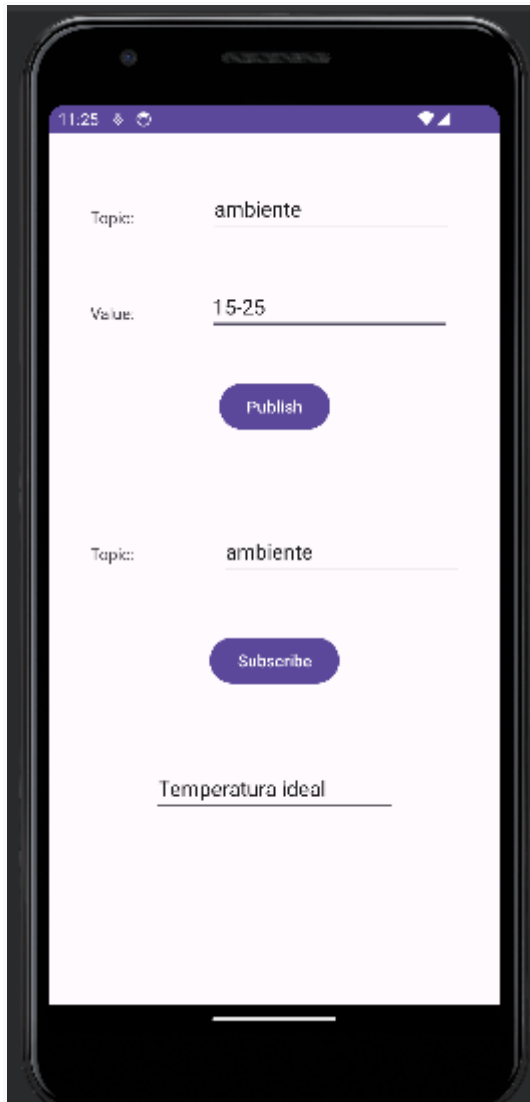 11:25
Topic: ambiente
Value: 15-25
Publish
Topic: ambiente
Subscribe
Temperatura ideal